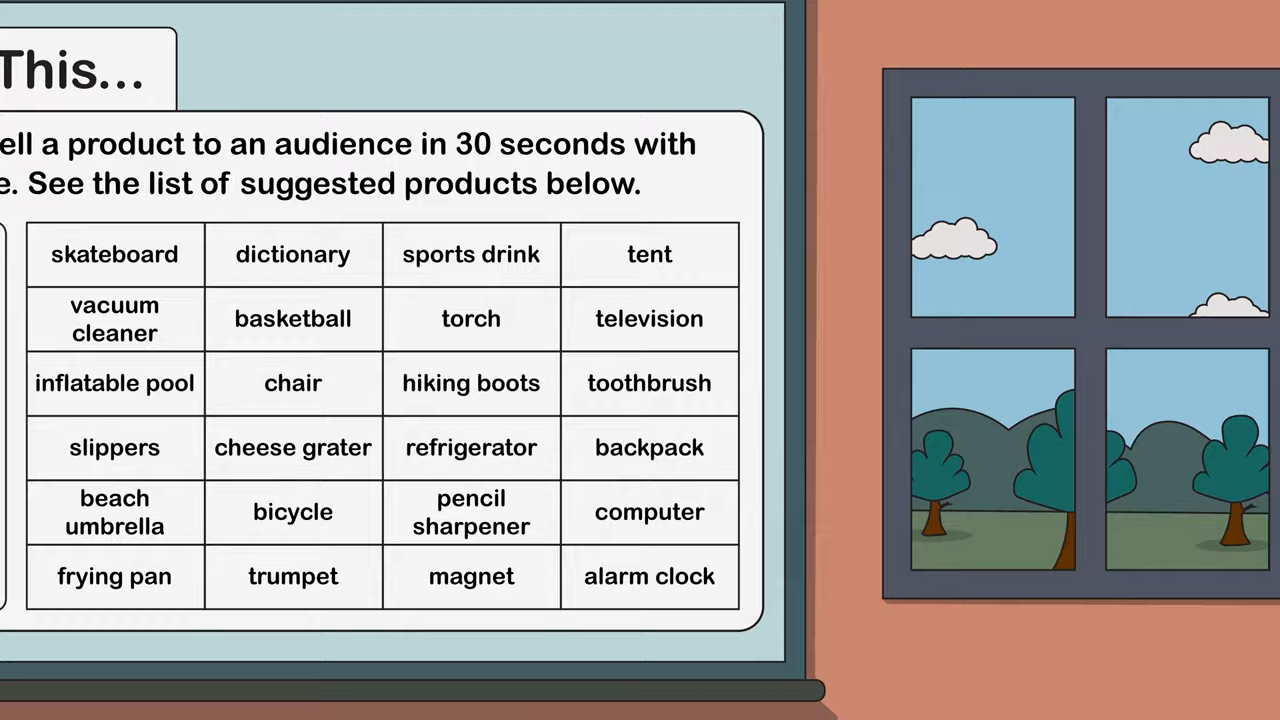 This...
ell a product to an audience in 30 seconds with
e. See the list of suggested products below.
skateboard dictionary sports drink tent
vacuum cleaner basketball torch television
inflatable pool chair hiking boots toothbrush
slippers cheese grater refrigerator backpack
beach umbrella bicycle pencil sharpener computer
frying pan trumpet magnet alarm clock